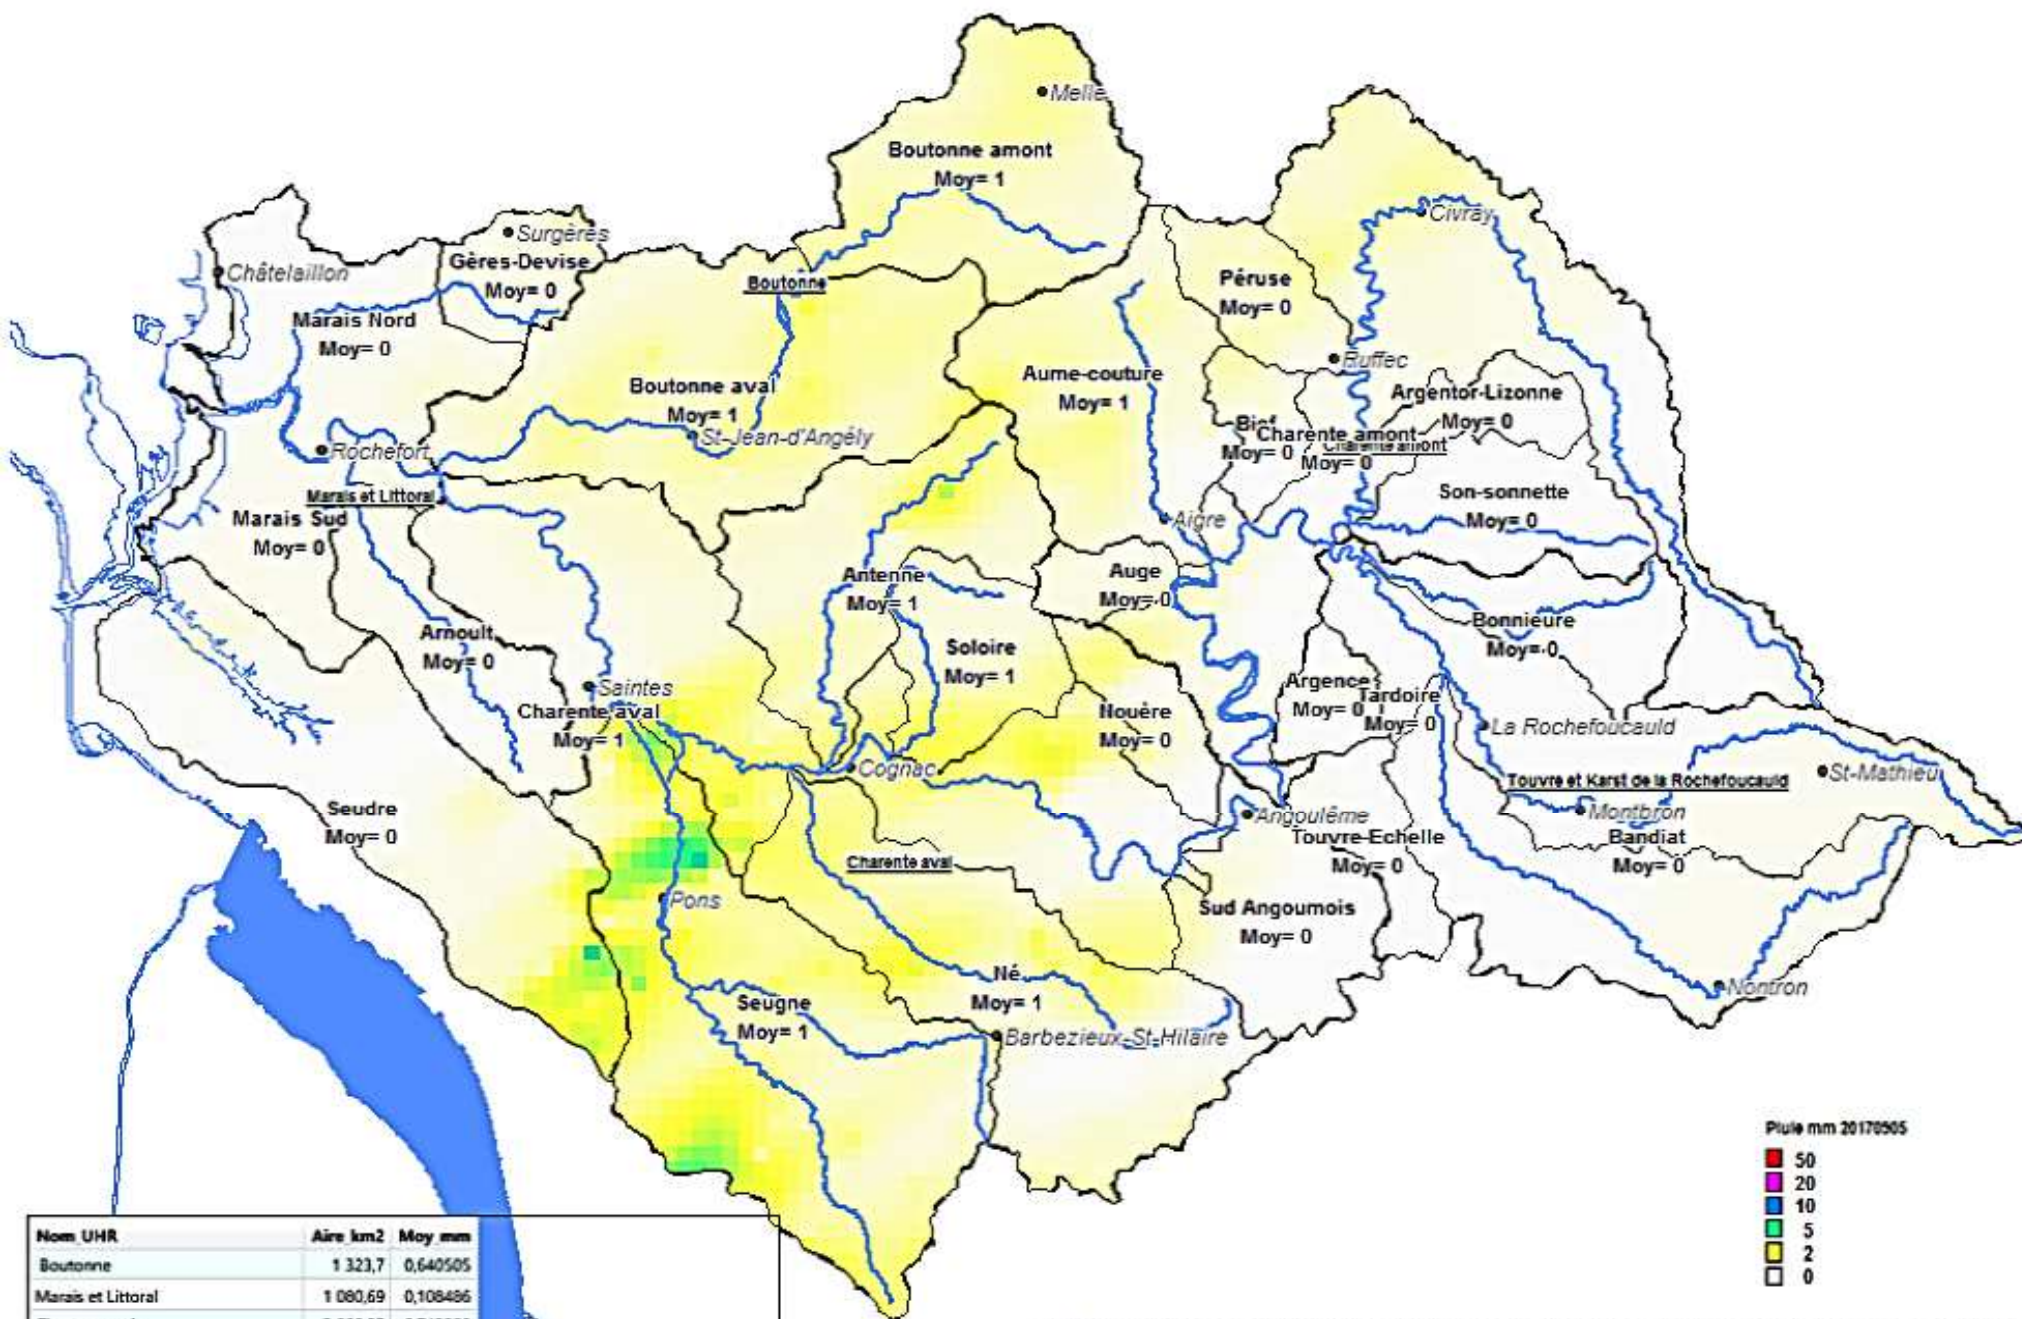 Melle
Boutonne amont
Moy= 1
Civray
Surgères
Gères-Devise
Moy= 0
Châtelaillon
Boutonne
Péruse
Moy= 0
Marais Nord
Moy= 0
Ruffec
Boutonne aval
Moy= 1
St-Jean-d'Angély
Aume-couture
Moy= 1
Argentor-Lizonne
Moy= 0
Bief
Moy= 0
Charente amont
Charente amont
Moy= 0
Rochefort
Marais et Littoral
Marais Sud
Moy= 0
Son-sonnette
Moy= 0
Aigre
Antenne
Moy= 1
Auge
Moy= 0
Bonnieure
Moy= 0
Arnoult
Moy= 0
Soloire
Moy= 1
Saintes
Charente aval
Moy= 1
Nouère
Moy= 0
Argence
Moy= 0
Tardoire
Moy= 0
La Rochefoucauld
Cognac
Touvre et Karst de la Rochefoucauld
St-Mathieu
Montbron
Seudre
Moy= 0
Angoulême
Touvre-Echelle
Moy= 0
Bandiat
Moy= 0
Charente aval
Pons
Sud Angoumois
Moy= 0
Né
Moy= 1
Nontron
Seugne
Moy= 1
Barbezieux-St-Hilaire
Pluie mm 20170905
50
20
10
5
2
0
Nom_UHR Aire_km2 Moy_mm
Boutonne 1 323,7 0,640505
Marais et Littoral 1 080,69 0,108486